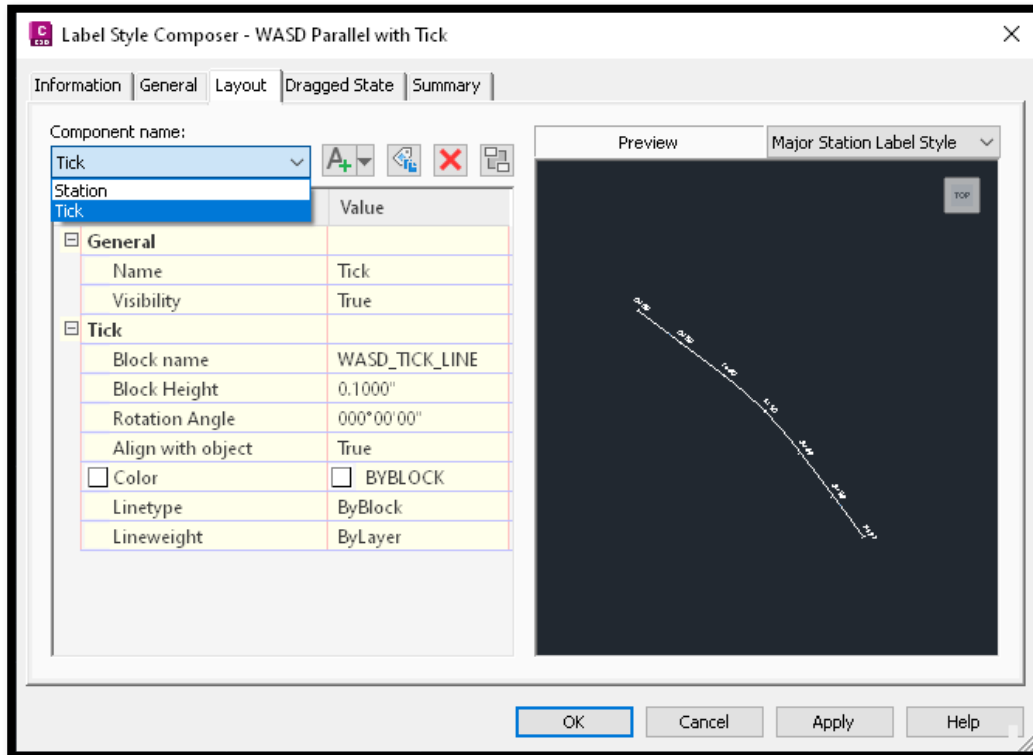 C
C3D
Label Style Composer - WASD Parallel with Tick
Information General Layout Dragged State Summary
Component name:
Tick
Station
Tick
Value
General
Name Tick
Visibility True
Tick
Block name WASD_TICK_LINE
Block Height 0.1000"
Rotation Angle 000°00'00"
Align with object True
Color BYBLOCK
Linetype ByBlock
Lineweight ByLayer
Preview Major Station Label Style
TOP
OK Cancel Apply Help